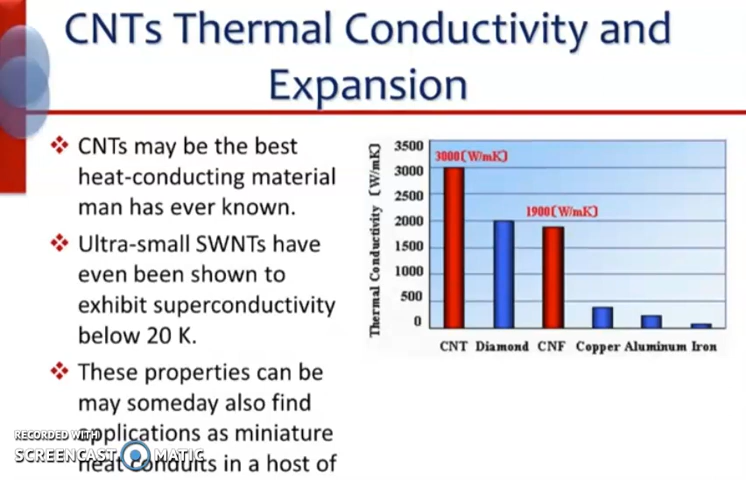 CNTs Thermal Conductivity and
Expansion
CNTs may be the best
heat-conducting material
man has ever known.
Ultra-small SWNTs have
even been shown to
exhibit superconductivity
below 20 K.
These properties can be
may someday also find
applications as miniature
heat conduits in a host of
RECORDED WITH
SCREENCAST MATIC
Thermal Conductivity [W/mK]
3500
3000
2500
2000
1500
1000
500
0
3000[W/mK]
1900[W/mK]
CNT Diamond CNF Copper Aluminum Iron